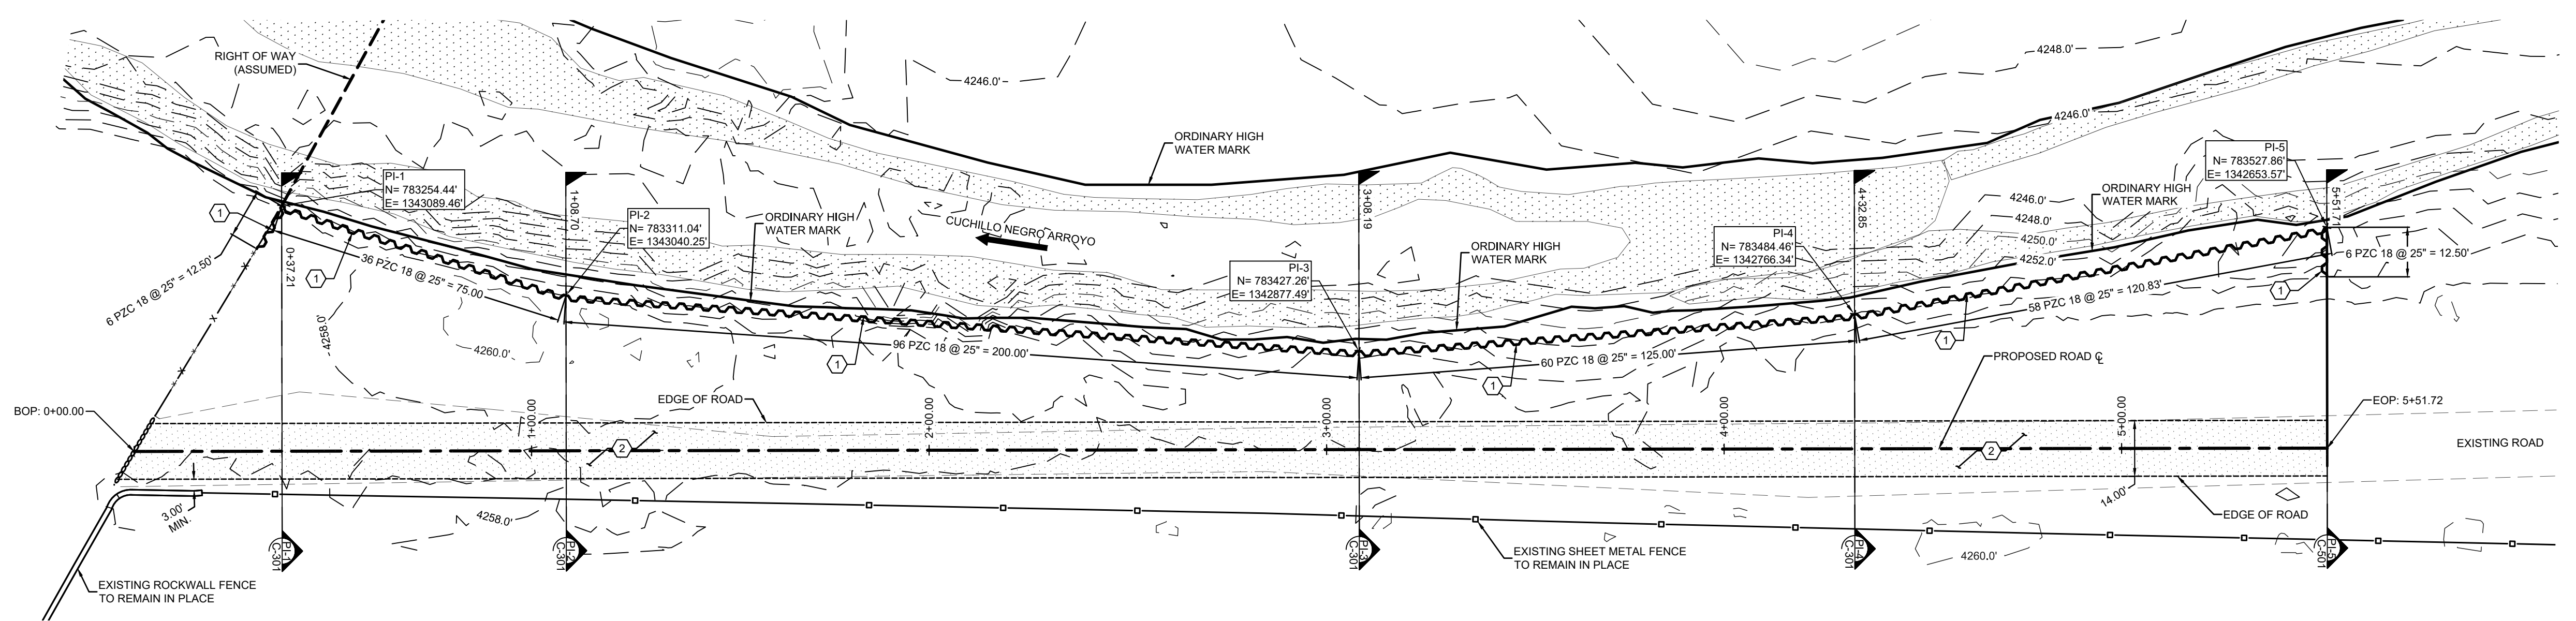 RIGHT OF WAY
(ASSUMED)
4246.0'
4248.0'
4246.0'
ORDINARY HIGH
WATER MARK
PI-5
N= 783527.86'
E= 1342653.57'
PI-1
N= 783254.44'
E= 1343089.46'
1
0+37.21
1
36 PZC 18 @ 25" = 75.00
6 PZC 18 @ 25" = 12.50'
1+08.70
PI-2
N= 783311.04'
E= 1343040.25'
ORDINARY HIGH
WATER MARK
CUCHILLO NEGRO ARROYO
3+08.19
PI-3
N= 783427.26'
E= 1342877.49'
ORDINARY HIGH
WATER MARK
PI-4
N= 783484.46'
E= 1342766.34'
4+32.85
4246.0'
4248.0'
4250.0'
4252.0'
ORDINARY HIGH
WATER MARK
6 PZC 18 @ 25" = 12.50'
58 PZC 18 @ 25" = 120.83'
1
1
4258.0'
4260.0'
96 PZC 18 @ 25" = 200.00'
1
60 PZC 18 @ 25" = 125.00'
1
PROPOSED ROAD ℄
BOP: 0+00.00
EDGE OF ROAD
1+00.00
2+00.00
3+00.00
4+00.00
5+00.00
EOP: 5+51.72
EXISTING ROAD
2
2
3.00'
MIN.
14.00'
4258.0'
EDGE OF ROAD
PI-1
C-301
PI-2
C-301
PI-3
C-301
PI-4
C-301
PI-5
C-501
4260.0'
EXISTING SHEET METAL FENCE
TO REMAIN IN PLACE
EXISTING ROCKWALL FENCE
TO REMAIN IN PLACE